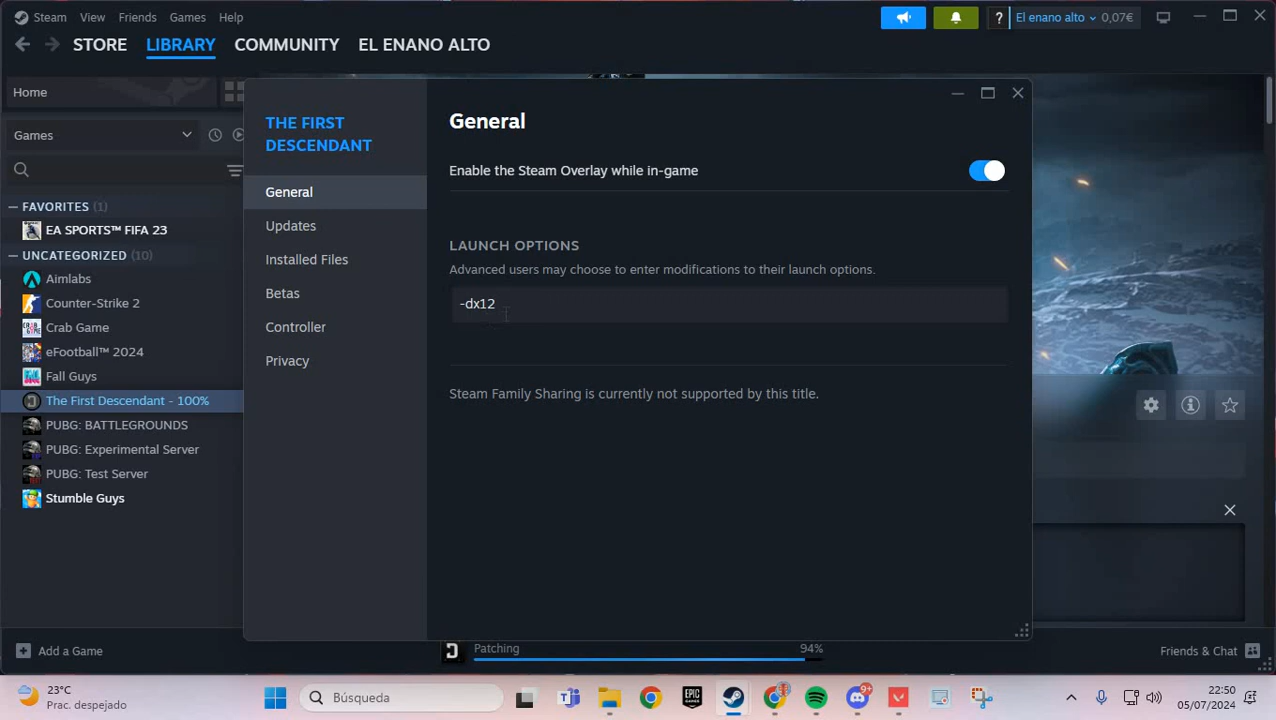 Steam View Friends Games Help
? El enano alto 0,07€
STORE LIBRARY COMMUNITY EL ENANO ALTO
Home
Games
FAVORITES (1)
EA SPORTS™ FIFA 23
UNCATEGORIZED (10)
Aimlabs
Counter-Strike 2
Crab Game
eFootball™ 2024
Fall Guys
The First Descendant - 100%
PUBG: BATTLEGROUNDS
PUBG: Experimental Server
PUBG: Test Server
Stumble Guys
THE FIRST
DESCENDANT
General
Updates
Installed Files
Betas
Controller
Privacy
General
Enable the Steam Overlay while in-game
LAUNCH OPTIONS
Advanced users may choose to enter modifications to their launch options.
-dx12
Steam Family Sharing is currently not supported by this title.
Add a Game
Patching 94%
Friends & Chat
23°C
Prac. despejado
Búsqueda
EPIC
GAMES
9+
22:50
05/07/2024